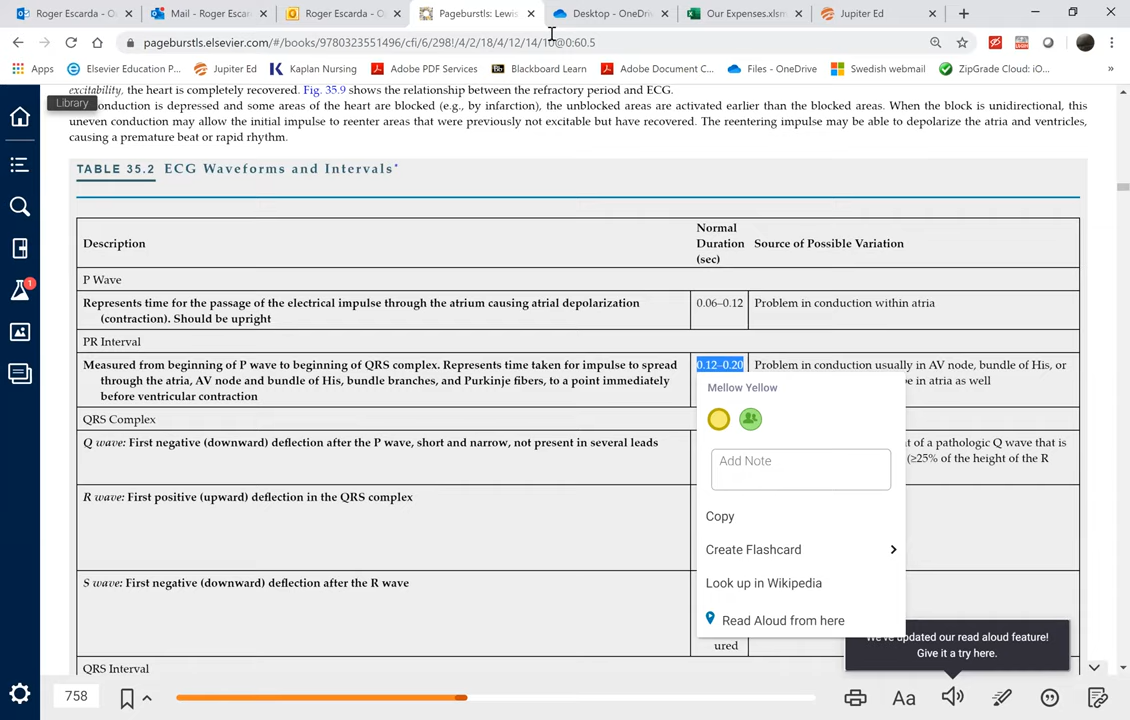 Roger Escarda - O
Mail - Roger Escar
Roger Escarda - O
Pageburstls: Lewis
Desktop - OneDri
Our Expenses.xlsm
Jupiter Ed
pageburstls.elsevier.com/#/books/9780323551496/cfi/6/298!/4/2/18/4/12/14/10@0:60.5
Apps
Elsevier Education P...
Jupiter Ed
Kaplan Nursing
Adobe PDF Services
Blackboard Learn
Adobe Document C...
Files - OneDrive
Swedish webmail
ZipGrade Cloud: iO...
»
Library
excitability, the heart is completely recovered. Fig. 35.9 shows the relationship between the refractory period and ECG.
conduction is depressed and some areas of the heart are blocked (e.g., by infarction), the unblocked areas are activated earlier than the blocked areas. When the block is unidirectional, this
uneven conduction may allow the initial impulse to reenter areas that were previously not excitable but have recovered. The reentering impulse may be able to depolarize the atria and ventricles,
causing a premature beat or rapid rhythm.
TABLE 35.2 ECG Waveforms and Intervals*
Description
Normal
Duration
(sec)
Source of Possible Variation
P Wave
Represents time for the passage of the electrical impulse through the atrium causing atrial depolarization
(contraction). Should be upright
0.06–0.12
Problem in conduction within atria
PR Interval
Measured from beginning of P wave to beginning of QRS complex. Represents time taken for impulse to spread
through the atria, AV node and bundle of His, bundle branches, and Purkinje fibers, to a point immediately
before ventricular contraction
0.12–0.20
Problem in conduction usually in AV node, bundle of His, or
be in atria as well
QRS Complex
Q wave: First negative (downward) deflection after the P wave, short and narrow, not present in several leads
t of a pathologic Q wave that is
(≥25% of the height of the R
R wave: First positive (upward) deflection in the QRS complex
S wave: First negative (downward) deflection after the R wave
ured
QRS Interval
Mellow Yellow
Add Note
Copy
Create Flashcard
Look up in Wikipedia
Read Aloud from here
We've updated our read aloud feature!
Give it a try here.
1
758
Aa